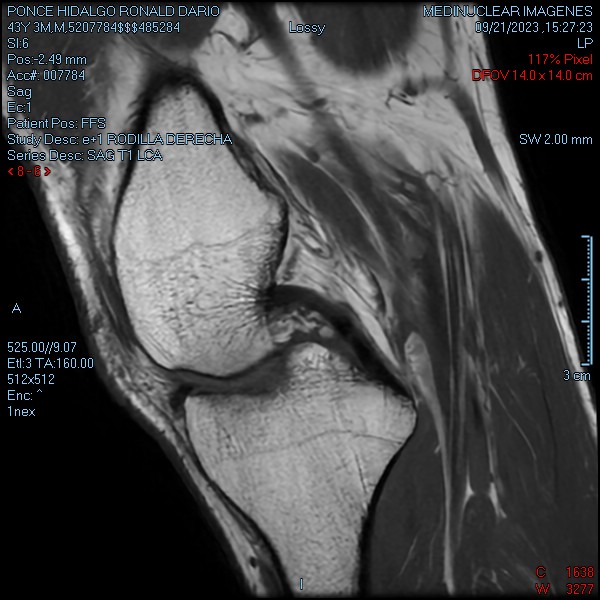 PONCE HIDALGO RONALD DARIO
43Y 3M,M,5207784$$$485284
Sl:6
Pos:-2.49 mm
Acc#: 007784
Sag
Ec:1
Patient Pos: FFS
Study Desc: e+1 RODILLA DERECHA
Series Desc: SAG T1 LCA
< 8 - 6 >
Lossy
MEDINUCLEAR IMAGENES
09/21/2023 ,15:27:23
LP
117% Pixel
DFOV 14.0 x 14.0 cm
SW 2.00 mm
A
525.00//9.07
Etl:3 TA:160.00
512x512
Enc: ^
1nex
3 cm
I
C 1638
W 3277